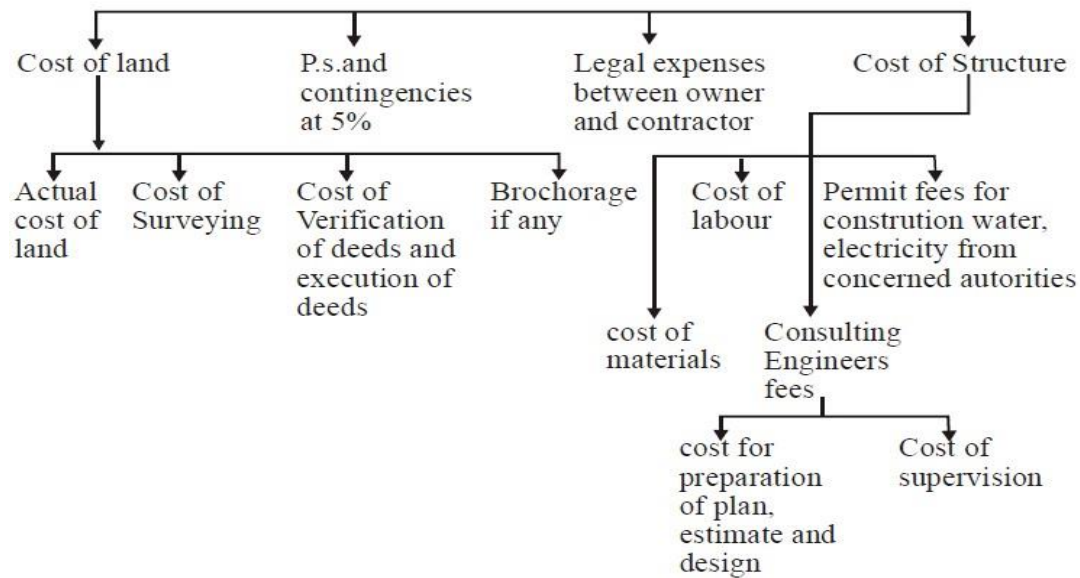 Cost of land
P.s.and
contingencies
at 5%
Legal expenses
between owner
and contractor
Cost of Structure
Actual
cost of
land
Cost of
Surveying
Cost of
Verification
of deeds and
execution of
deeds
Brochorage
if any
Cost of
labour
Permit fees for
constrution water,
electricity from
concerned autorities
cost of
materials
Consulting
Engineers
fees
cost for
preparation
of plan,
estimate and
design
Cost of
supervision